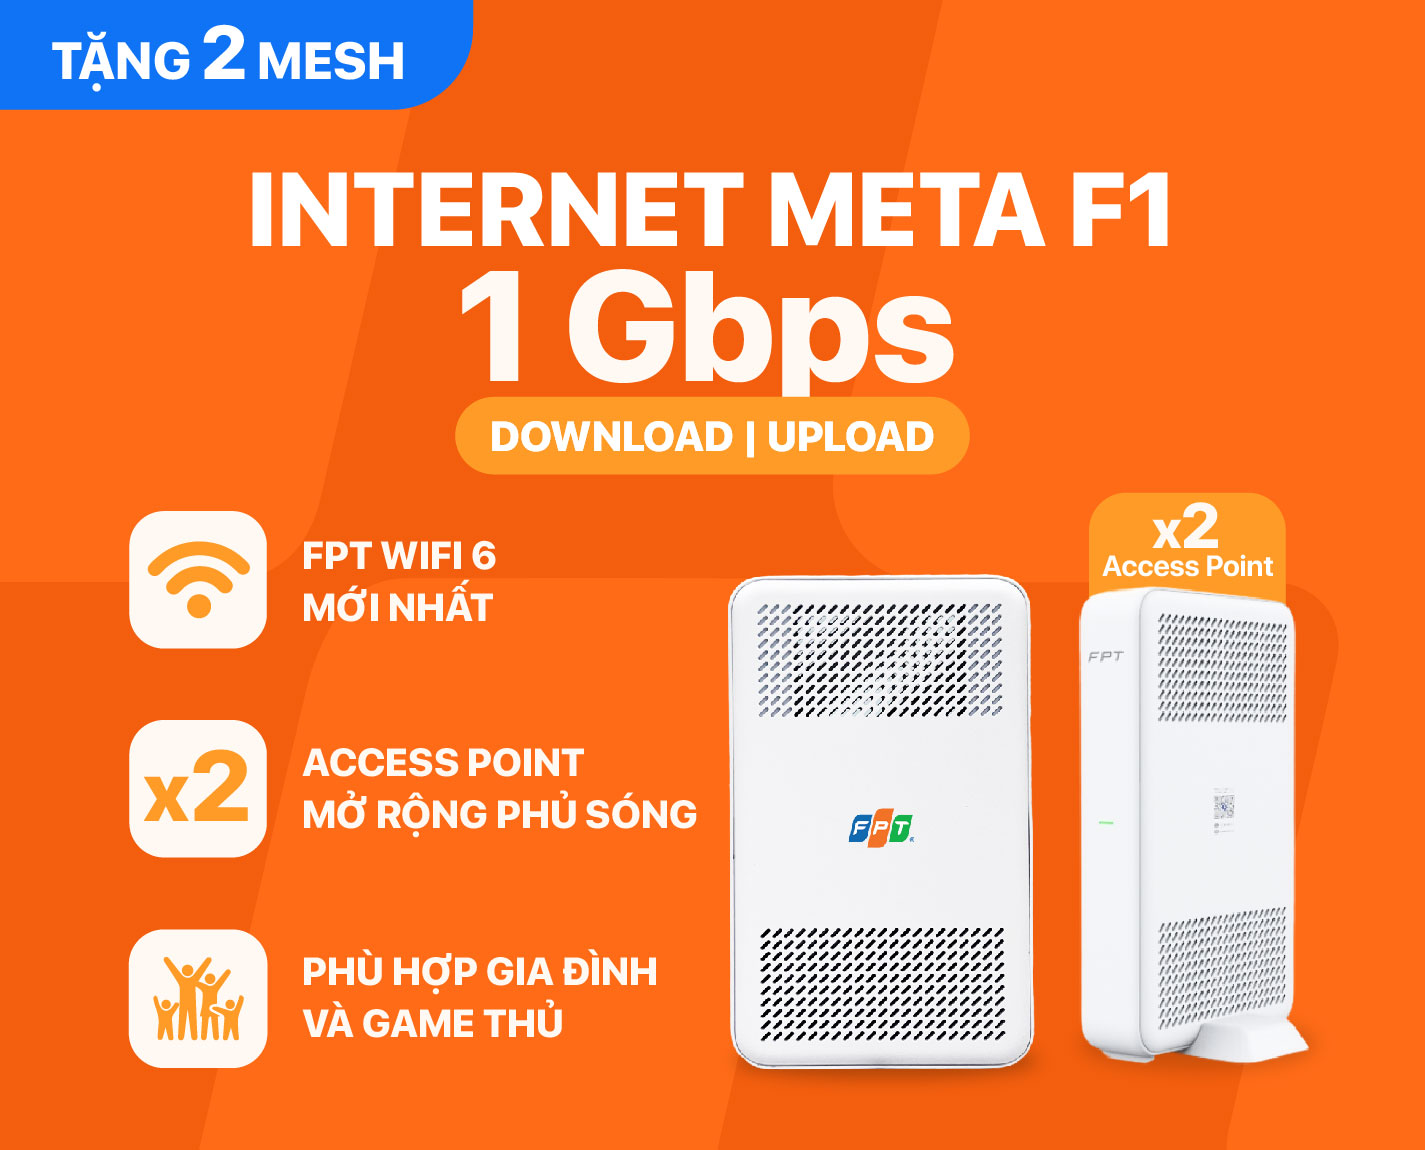 TẶNG 2 MESH
INTERNET META F1
1 Gbps
DOWNLOAD | UPLOAD
FPT WIFI 6
MỚI NHẤT
x2
ACCESS POINT
MỞ RỘNG PHỦ SÓNG
PHÙ HỢP GIA ĐÌNH
VÀ GAME THỦ
x2
Access Point
FPT
FPT